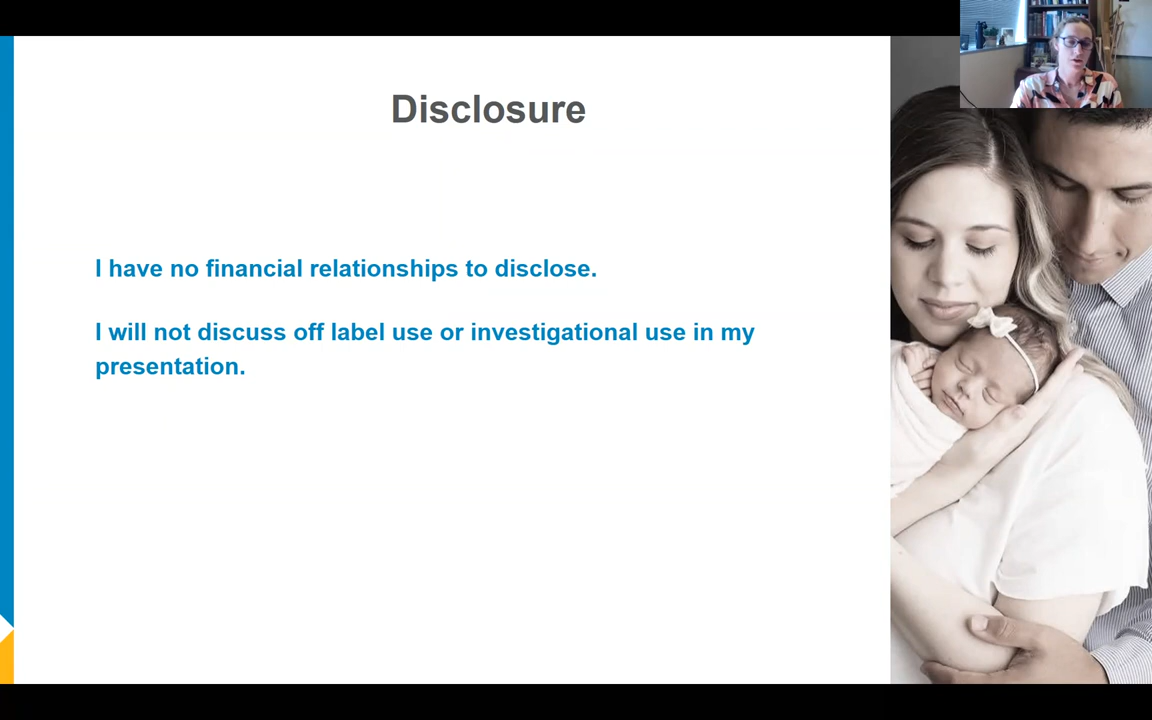 Disclosure
I have no financial relationships to disclose.
I will not discuss off label use or investigational use in my
presentation.